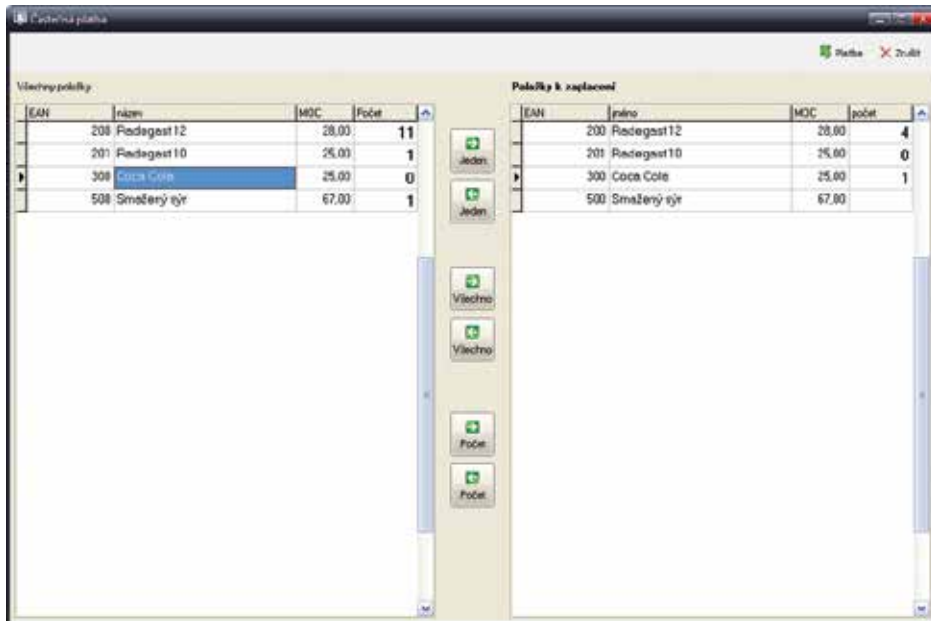 Částečná platba
Platba Zrušit
Všechny položky
Položky k zaplacení
EAN název MOC Počet
200 Radegast12 28,00 11
201 Radegast10 25,00 1
300 Coca Cola 25,00 0
500 Smažený sýr 67,00 1
Jeden
Jeden
Všechno
Všechno
Počet
Počet
EAN jméno MOC počet
200 Radegast12 28,00 4
201 Radegast10 25,00 0
300 Coca Cola 25,00 1
500 Smažený sýr 67,00